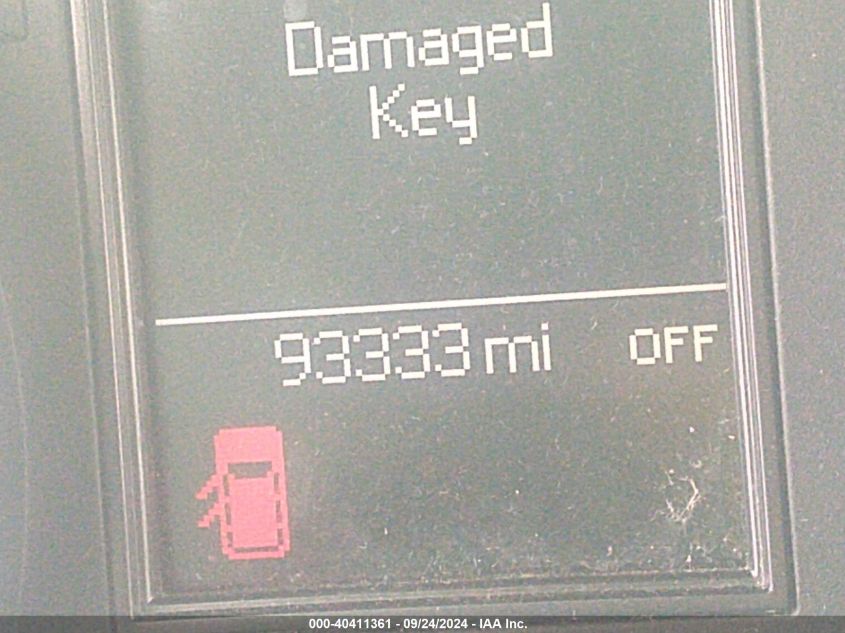 Damaged
Key
93333 mi OFF
000-40411361 - 09/24/2024 - IAA Inc.